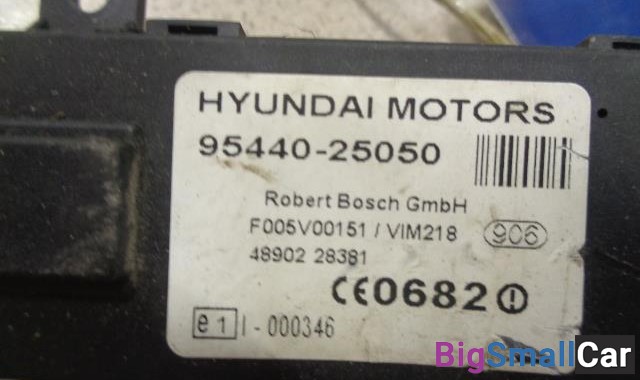 HYUNDAI MOTORS
95440-25050
Robert Bosch GmbH
F005V00151 / VIM218 906
48902 28381
CE0682
e1 I - 000346
BigSmallCar